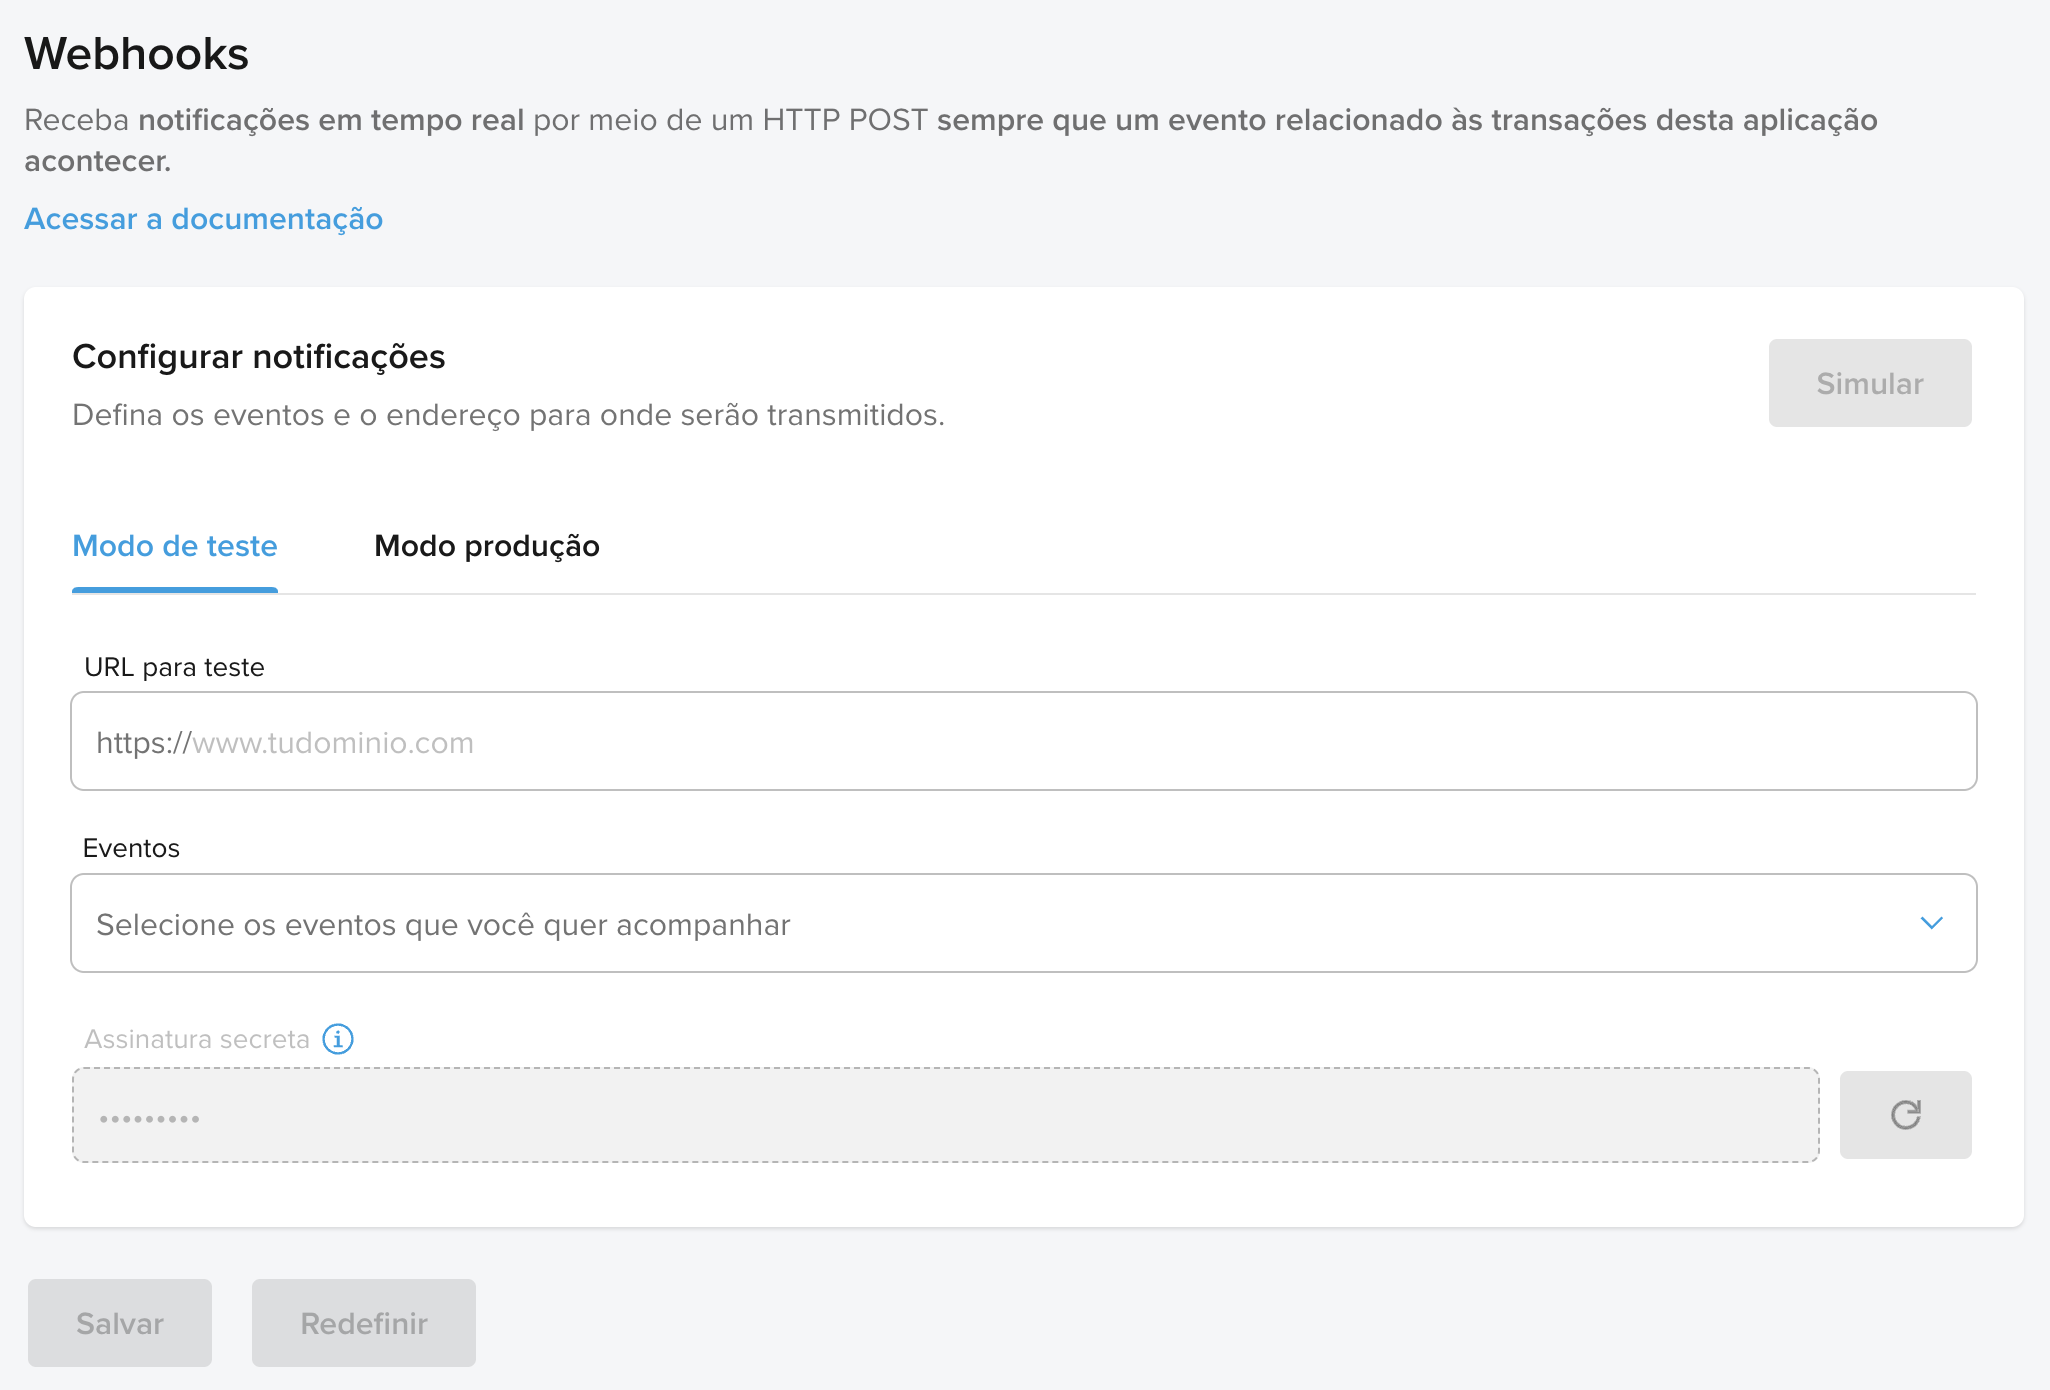 Webhooks
Receba notificações em tempo real por meio de um HTTP POST sempre que um evento relacionado às transações desta aplicação
acontecer.
Acessar a documentação
Configurar notificações
Defina os eventos e o endereço para onde serão transmitidos.
Simular
Modo de teste
Modo produção
URL para teste
https://www.tudominio.com
Eventos
Selecione os eventos que você quer acompanhar
Assinatura secreta
•••••••••
Salvar
Redefinir